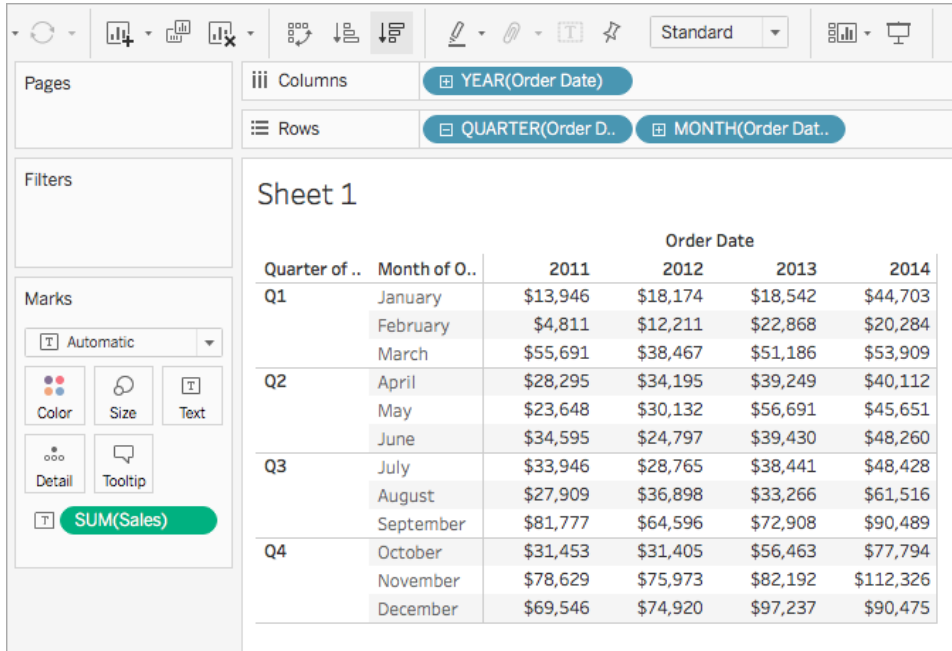 Standard
Pages
iii Columns
YEAR(Order Date)
Rows
QUARTER(Order D..
MONTH(Order Dat..
Filters
Sheet 1
Order Date
Quarter of .. Month of O.. 2011 2012 2013 2014
Q1 January $13,946 $18,174 $18,542 $44,703
February $4,811 $12,211 $22,868 $20,284
March $55,691 $38,467 $51,186 $53,909
Q2 April $28,295 $34,195 $39,249 $40,112
May $23,648 $30,132 $56,691 $45,651
June $34,595 $24,797 $39,430 $48,260
Q3 July $33,946 $28,765 $38,441 $48,428
August $27,909 $36,898 $33,266 $61,516
September $81,777 $64,596 $72,908 $90,489
Q4 October $31,453 $31,405 $56,463 $77,794
November $78,629 $75,973 $82,192 $112,326
December $69,546 $74,920 $97,237 $90,475
Marks
T Automatic
Color Size T Text
Detail Tooltip
T SUM(Sales)